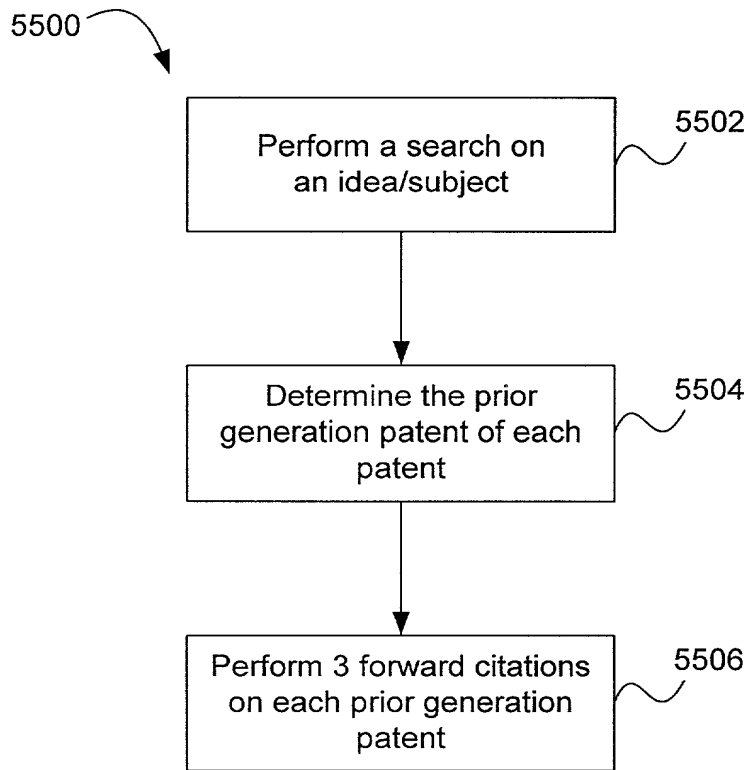 5500
5502
Perform a search on
an idea/subject
5504
Determine the prior
generation patent of each
patent
5506
Perform 3 forward citations
on each prior generation
patent